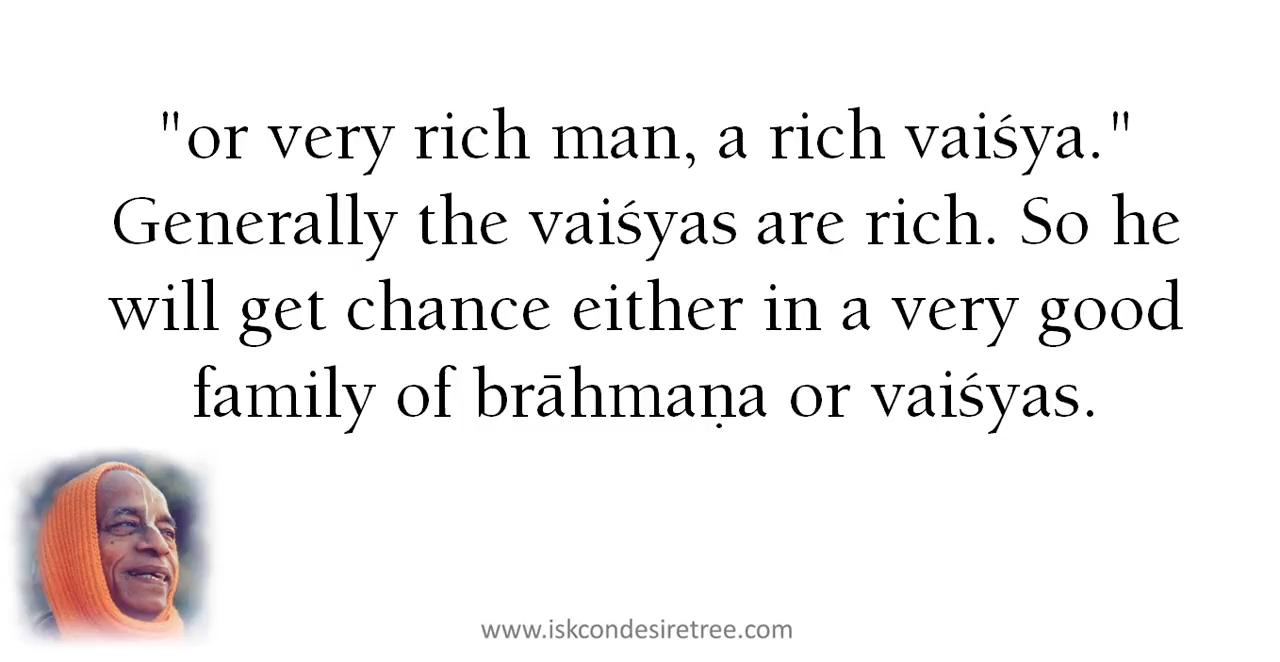 "or very rich man, a rich vaiśya."
Generally the vaiśyas are rich. So he
will get chance either in a very good
family of brāhmaṇa or vaiśyas.
www.iskcondesiretree.com